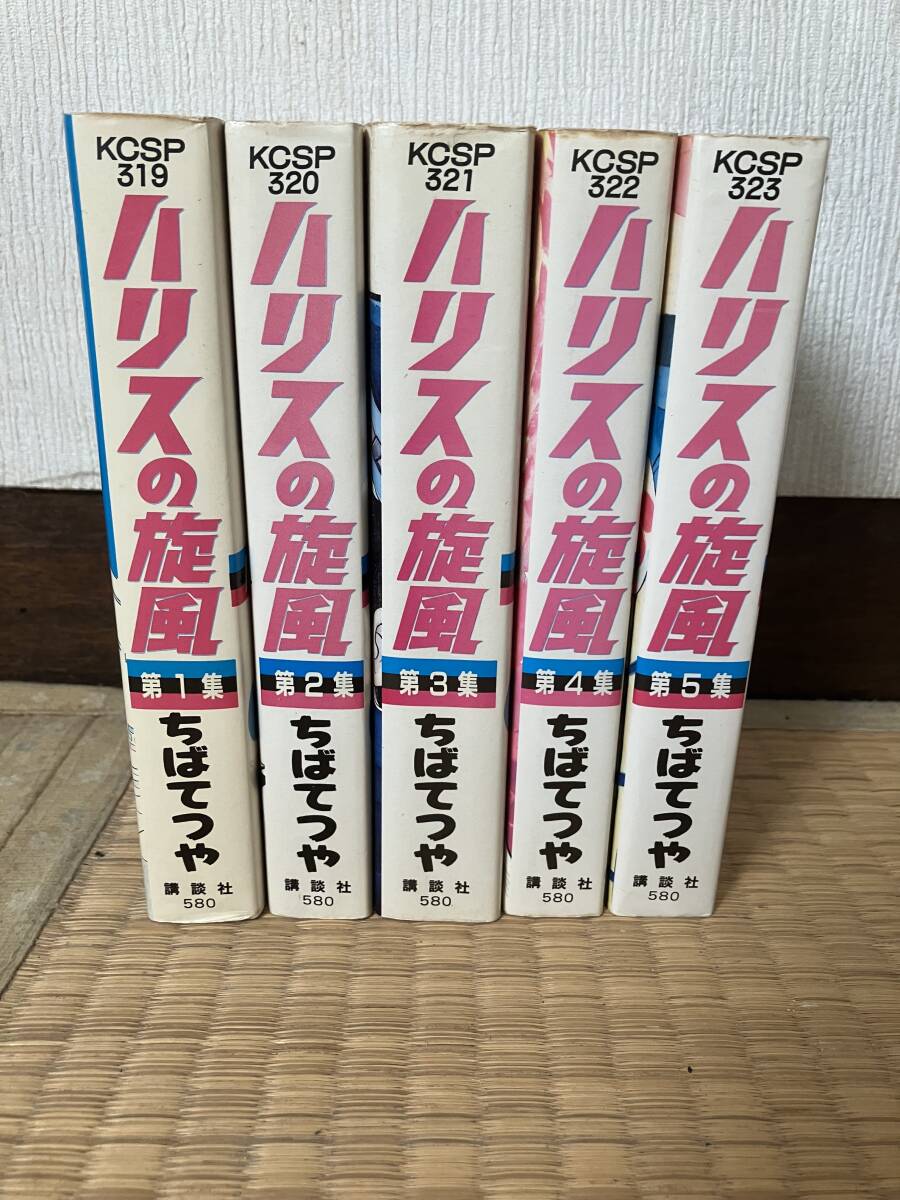 KCSP
319
ハリスの旋風
第1集
ちばてつや
講談社
580
KCSP
320
ハリスの旋風
第2集
ちばてつや
講談社
580
KCSP
321
ハリスの旋風
第3集
ちばてつや
講談社
580
KCSP
322
ハリスの旋風
第4集
ちばてつや
講談社
580
KCSP
323
ハリスの旋風
第5集
ちばてつや
講談社
580